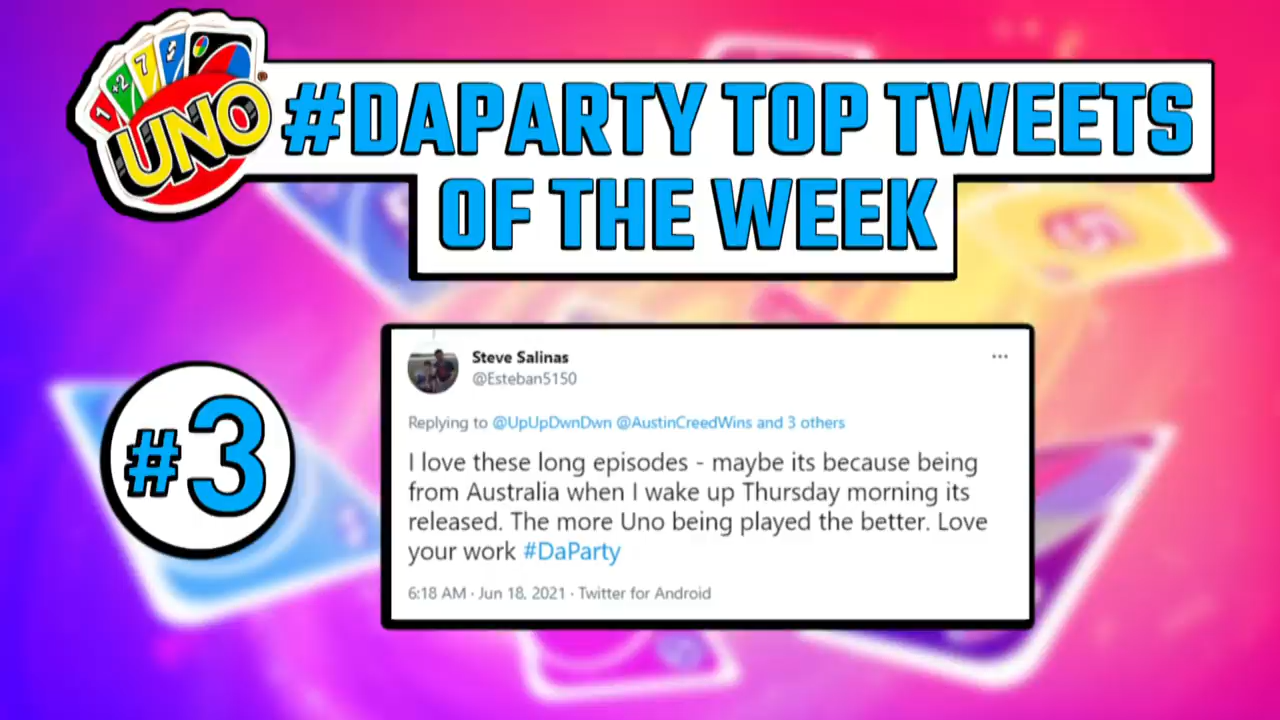 UNO
#DAPARTY TOP TWEETS
OF THE WEEK
#3
Steve Salinas
@Esteban5150
Replying to @UpUpDwnDwn @AustinCreedWins and 3 others
I love these long episodes - maybe its because being
from Australia when I wake up Thursday morning its
released. The more Uno being played the better. Love
your work #DaParty
6:18 AM · Jun 18, 2021 · Twitter for Android